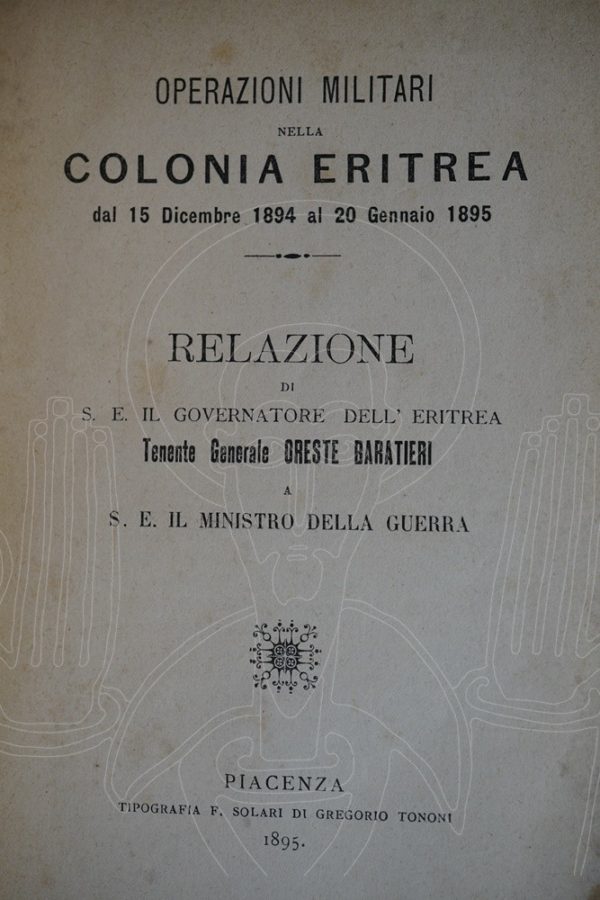 OPERAZIONI MILITARI
NELLA
COLONIA ERITREA
dal 15 Dicembre 1894 al 20 Gennaio 1895
RELAZIONE
DI
S. E. IL GOVERNATORE DELL' ERITREA
Tenente Generale ORESTE BARATIERI
A
S. E. IL MINISTRO DELLA GUERRA
PIACENZA
TIPOGRAFIA F. SOLARI DI GREGORIO TONONI
1895.